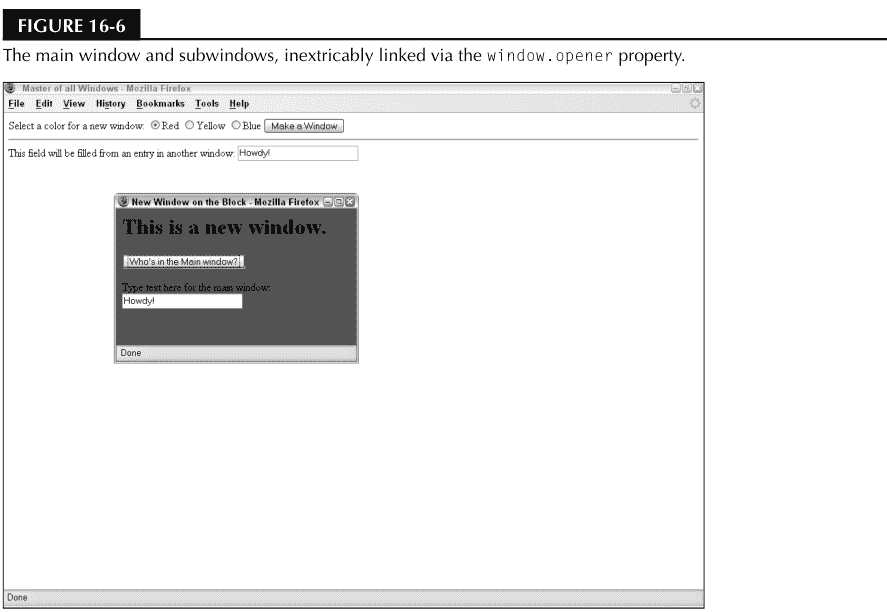 FIGURE 16-6
The main window and subwindows, inextricably linked via the window.opener property.
Master of all Windows - Mozilla Firefox
File Edit View History Bookmarks Tools Help
Select a color for a new window: Red Yellow Blue Make a Window
This field will be filled from an entry in another window: Howdy!
New Window on the Block - Mozilla Firefox
This is a new window.
Who's in the Main window?
Type text here for the main window:
Howdy!
Done
Done